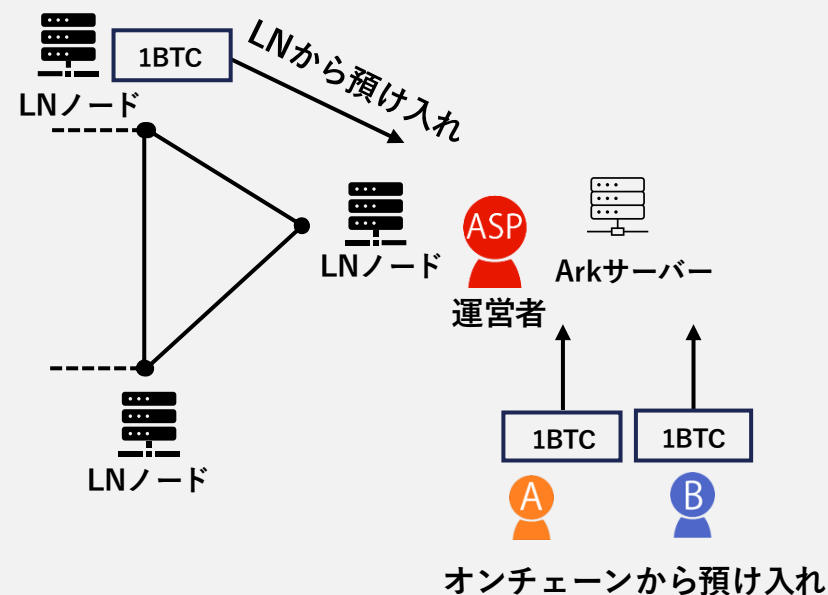 1BTC
LNから預け入れ
LNノード
LNノード
ASP
運営者
Arkサーバー
LNノード
1BTC
1BTC
A
B
オンチェーンから預け入れ